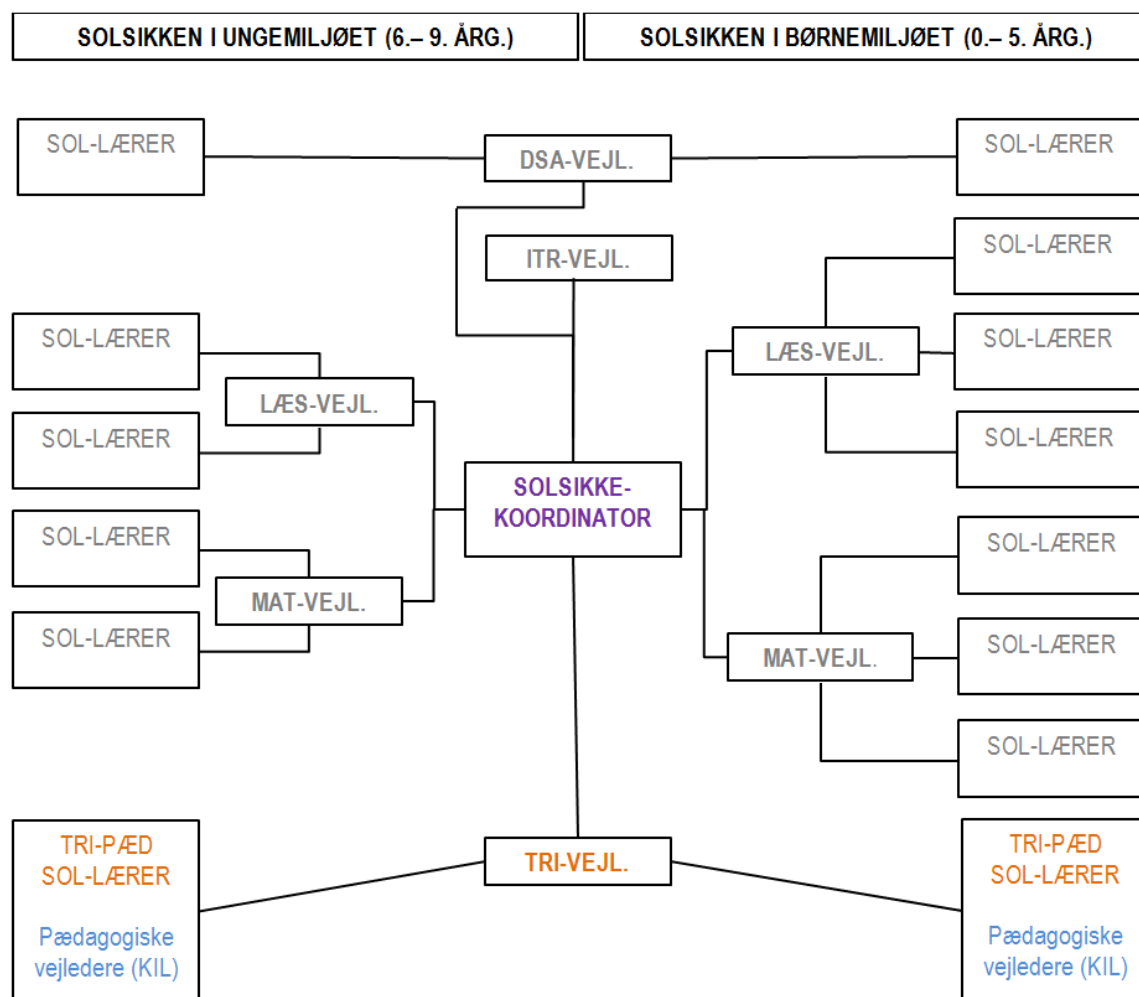 SOLSIKKEN I UNGEMILJØET (6.– 9. ÅRG.)
SOLSIKKEN I BØRNEMILJØET (0.– 5. ÅRG.)
SOL-LÆRER
DSA-VEJL.
SOL-LÆRER
ITR-VEJL.
SOL-LÆRER
SOL-LÆRER
LÆS-VEJL.
SOL-LÆRER
LÆS-VEJL.
SOL-LÆRER
SOL-LÆRER
SOLSIKKE-
KOORDINATOR
SOL-LÆRER
SOL-LÆRER
MAT-VEJL.
SOL-LÆRER
MAT-VEJL.
SOL-LÆRER
SOL-LÆRER
TRI-PÆD
SOL-LÆRER
Pædagogiske
vejledere (KIL)
TRI-VEJL.
TRI-PÆD
SOL-LÆRER
Pædagogiske
vejledere (KIL)